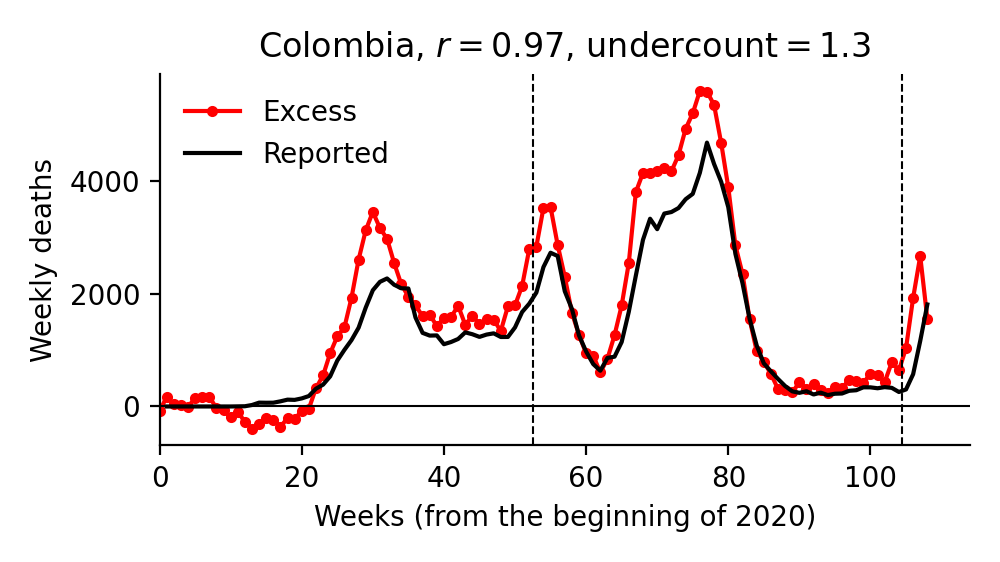 Colombia, r = 0.97, undercount = 1.3
Excess
Reported
Weekly deaths
4000
2000
0
0 20 40 60 80 100
Weeks (from the beginning of 2020)